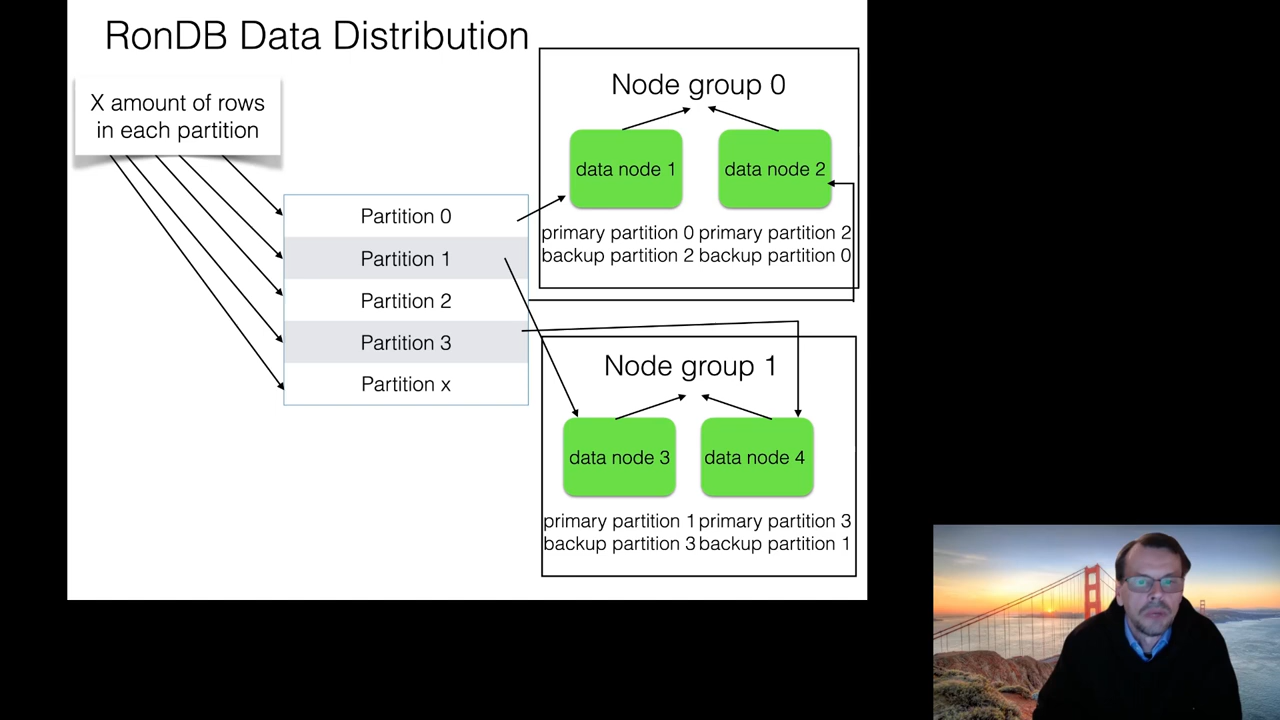 RonDB Data Distribution
X amount of rows
in each partition
Partition 0
Partition 1
Partition 2
Partition 3
Partition x
Node group 0
data node 1
data node 2
primary partition 0 primary partition 2
backup partition 2 backup partition 0
Node group 1
data node 3
data node 4
primary partition 1 primary partition 3
backup partition 3 backup partition 1